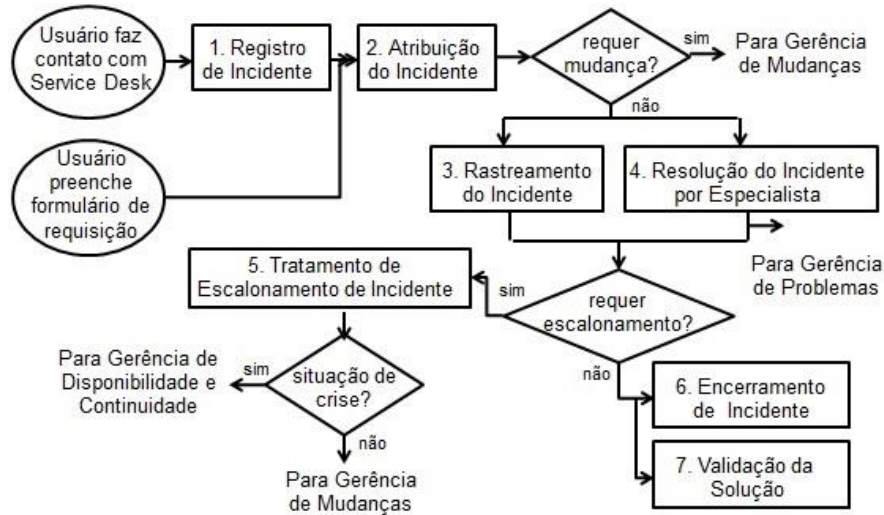 Usuário faz
contato com
Service Desk
1. Registro
de Incidente
2. Atribuição
do Incidente
requer
mudança?
sim
Para Gerência
de Mudanças
não
Usuário
preenche
formulário de
requisição
3. Rastreamento
do Incidente
4. Resolução do Incidente
por Especialista
Para Gerência
de Problemas
5. Tratamento de
Escalonamento de Incidente
sim
requer
escalonamento?
não
Para Gerência de
Disponibilidade e
Continuidade
sim
situação de
crise?
não
Para Gerência
de Mudanças
6. Encerramento
de Incidente
7. Validação da
Solução